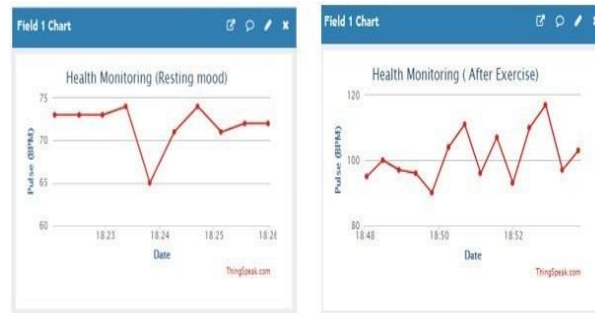 Field 1 Chart
Health Monitoring (Resting mood)
Pulse (BPM)
75
70
65
60
18:23
18:24
18:25
18:26
Date
ThingSpeak.com
Field 1 Chart
Health Monitoring ( After Exercise)
Pulse (BPM)
120
100
80
18:48
18:50
18:52
Date
ThingSpeak.com